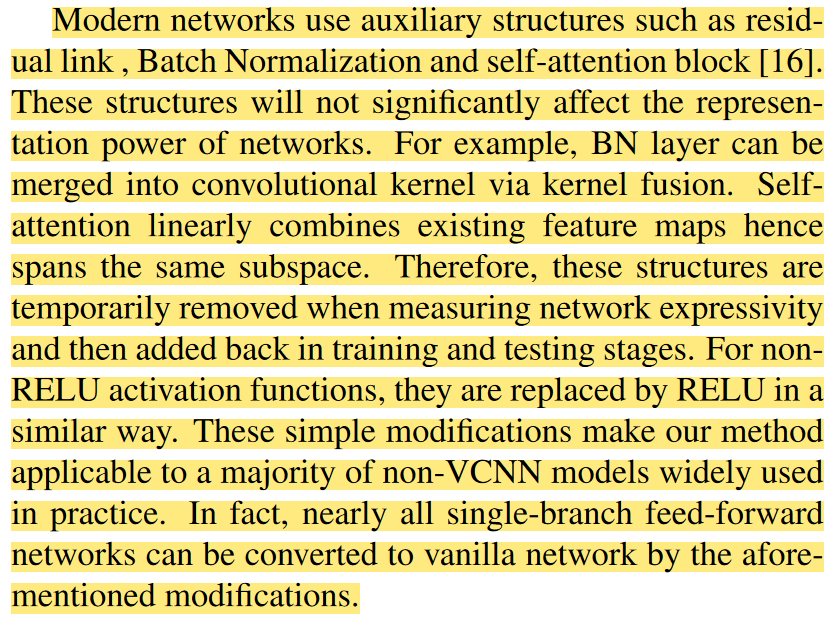 Modern networks use auxiliary structures such as resid-
ual link , Batch Normalization and self-attention block [16].
These structures will not significantly affect the represen-
tation power of networks. For example, BN layer can be
merged into convolutional kernel via kernel fusion. Self-
attention linearly combines existing feature maps hence
spans the same subspace. Therefore, these structures are
temporarily removed when measuring network expressivity
and then added back in training and testing stages. For non-
RELU activation functions, they are replaced by RELU in a
similar way. These simple modifications make our method
applicable to a majority of non-VCNN models widely used
in practice. In fact, nearly all single-branch feed-forward
networks can be converted to vanilla network by the afore-
mentioned modifications.